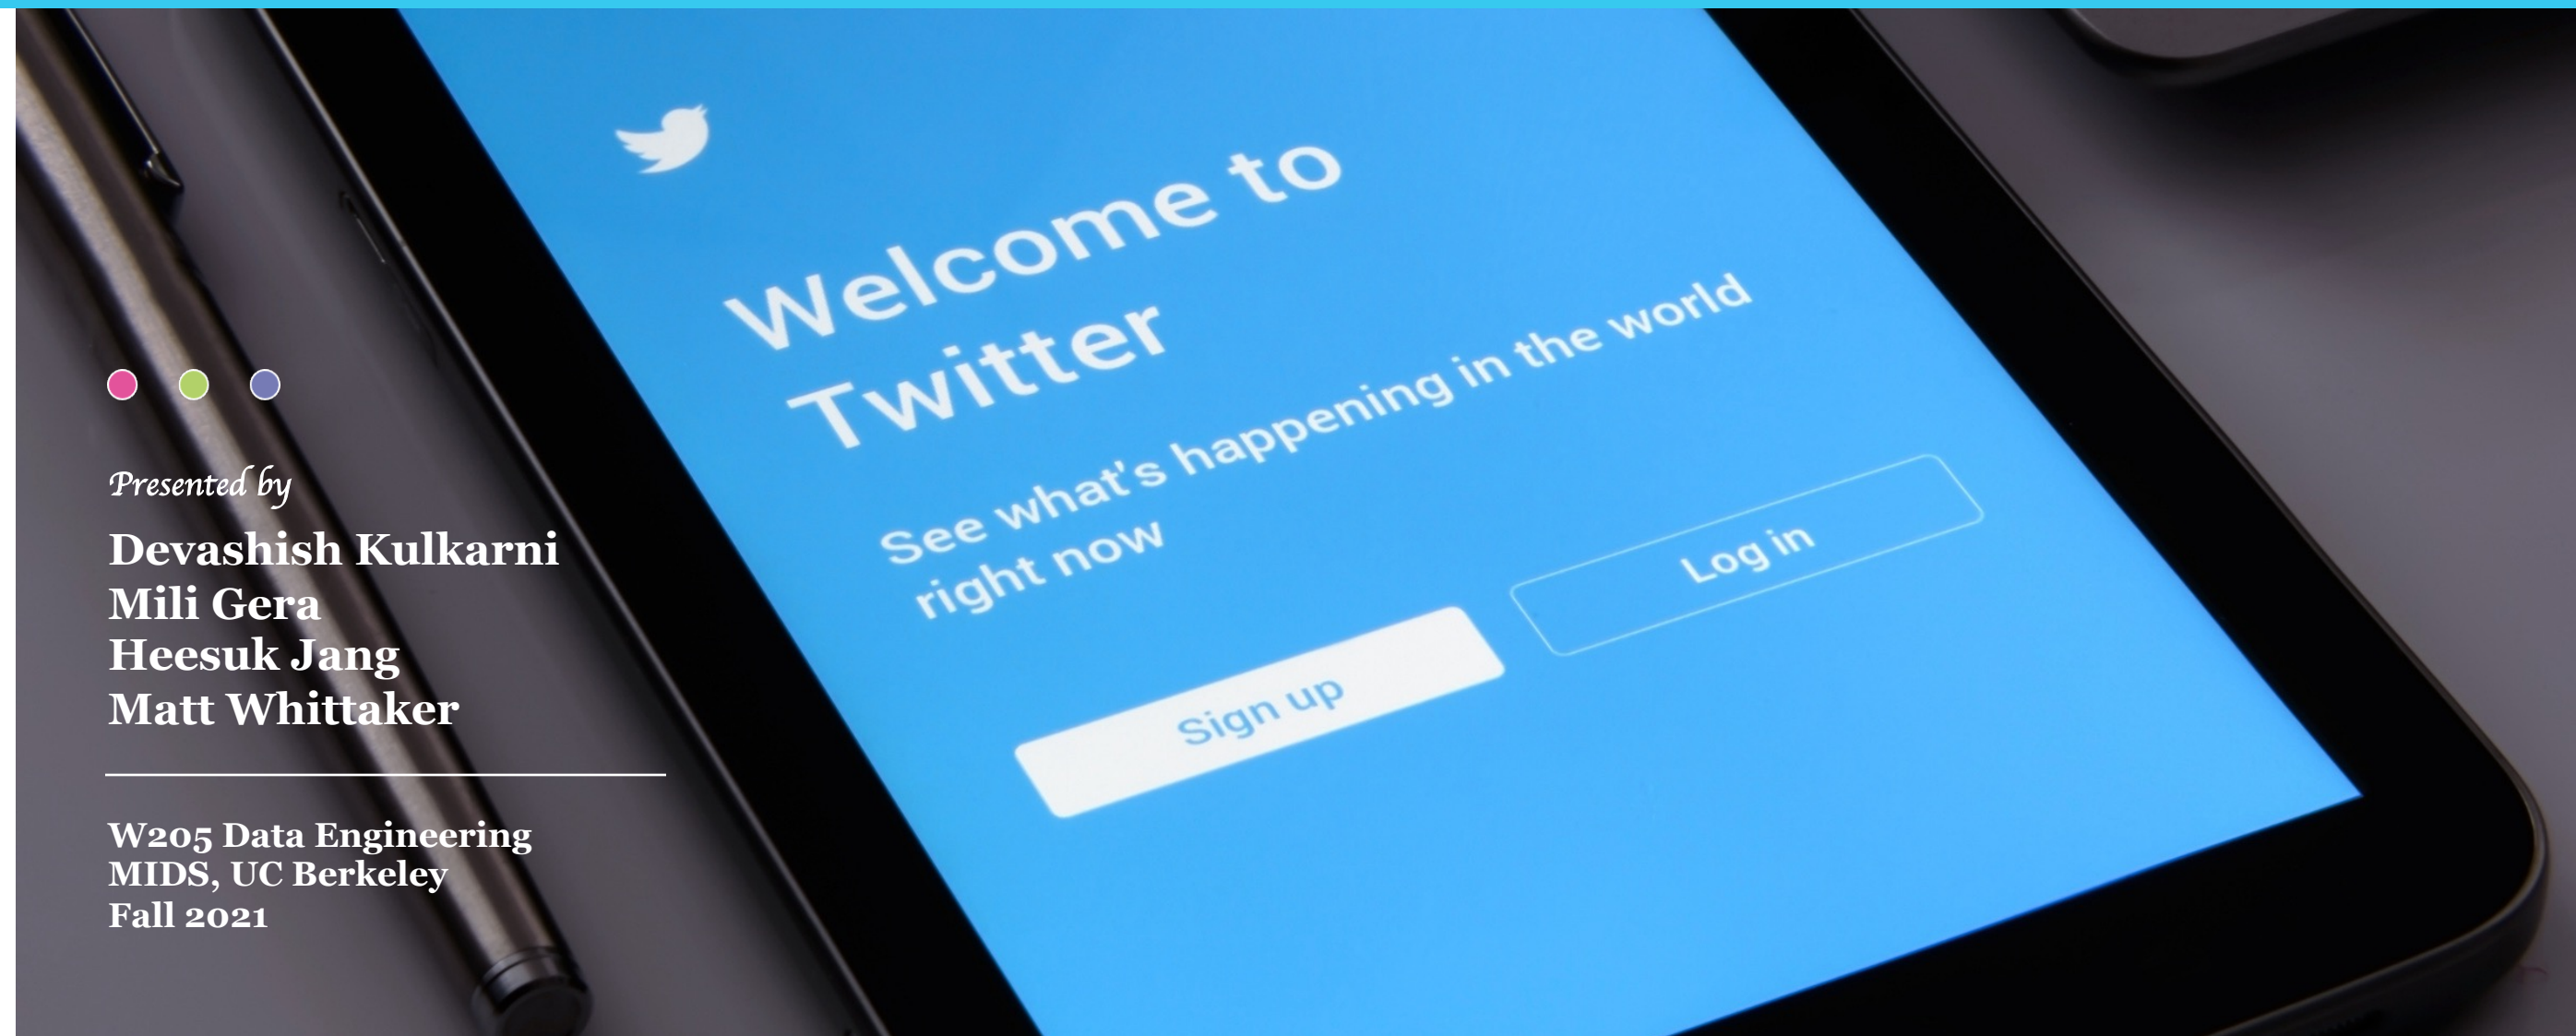 Welcome to
Twitter
See what's happening in the world
right now
Log in
Sign up
Presented by
Devashish Kulkarni
Mili Gera
Heesuk Jang
Matt Whittaker
W205 Data Engineering
MIDS, UC Berkeley
Fall 2021